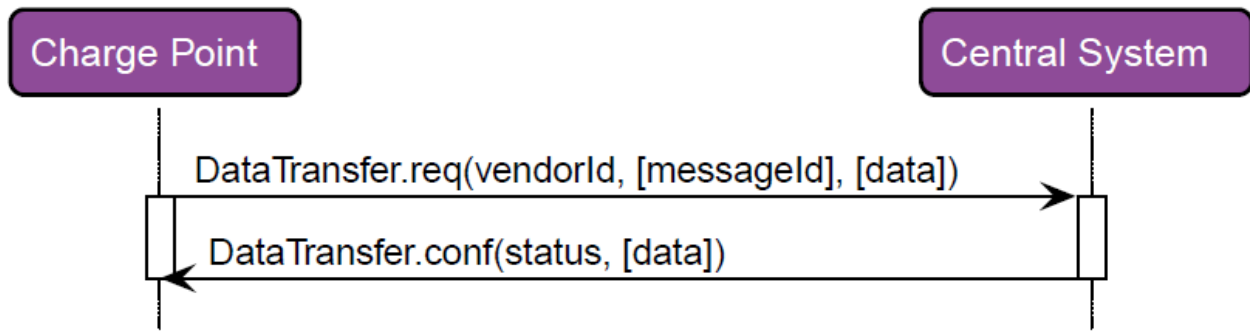 Charge Point
Central System
DataTransfer.req(vendorId, [messageId], [data])
DataTransfer.conf(status, [data])